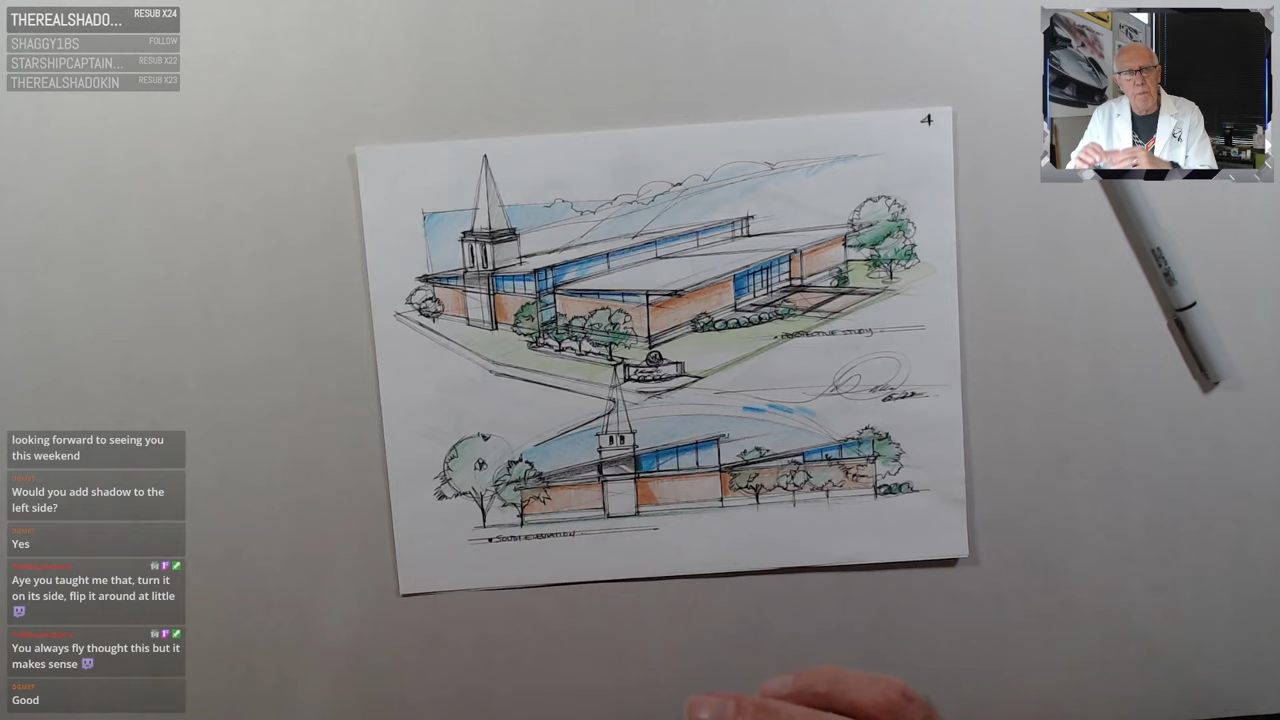 THEREALSHADO...
RESUB X24
SHAGGY1BS
FOLLOW
STARSHIPCAPTAIN...
RESUB X22
THEREALSHADOKIN
RESUB X23
4
PERSPECTIVE STUDY
SOUTH ELEVATION
looking forward to seeing you
this weekend
Would you add shadow to the
left side?
Yes
Aye you taught me that, turn it
on its side, flip it around at little
You always fly thought this but it
makes sense
Good